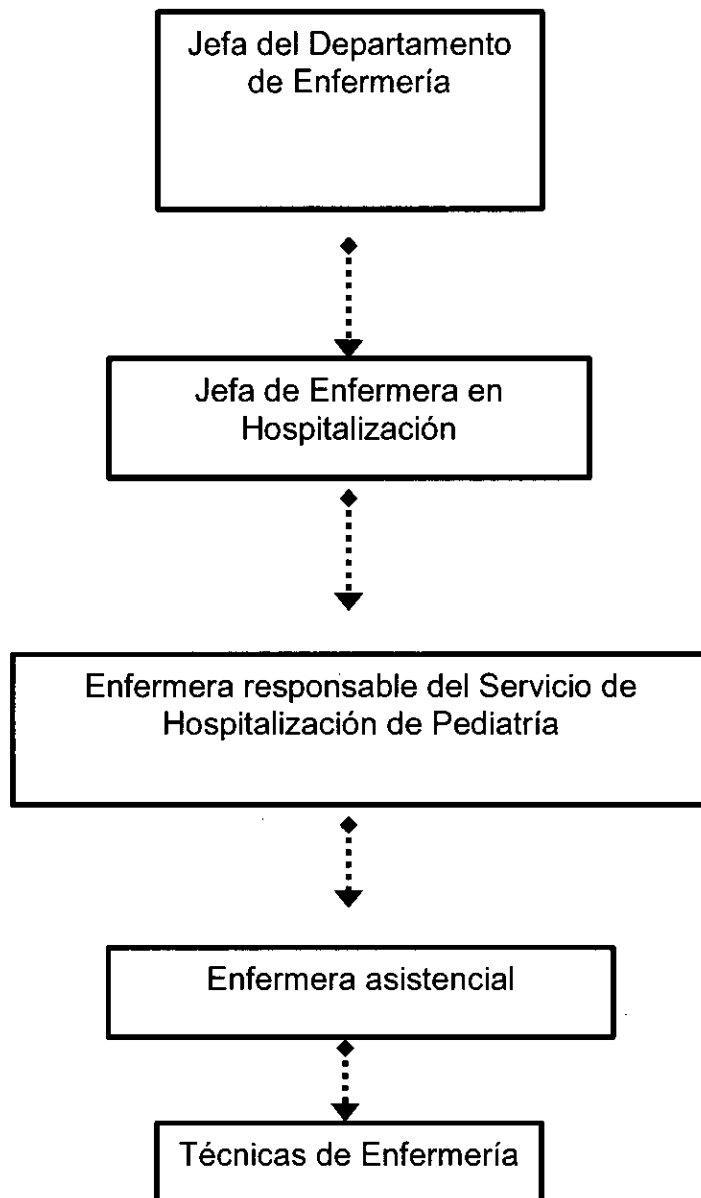 Jefa del Departamento
de Enfermería
Jefa de Enfermera en
Hospitalización
Enfermera responsable del Servicio de
Hospitalización de Pediatría
Enfermera asistencial
Técnicas de Enfermería